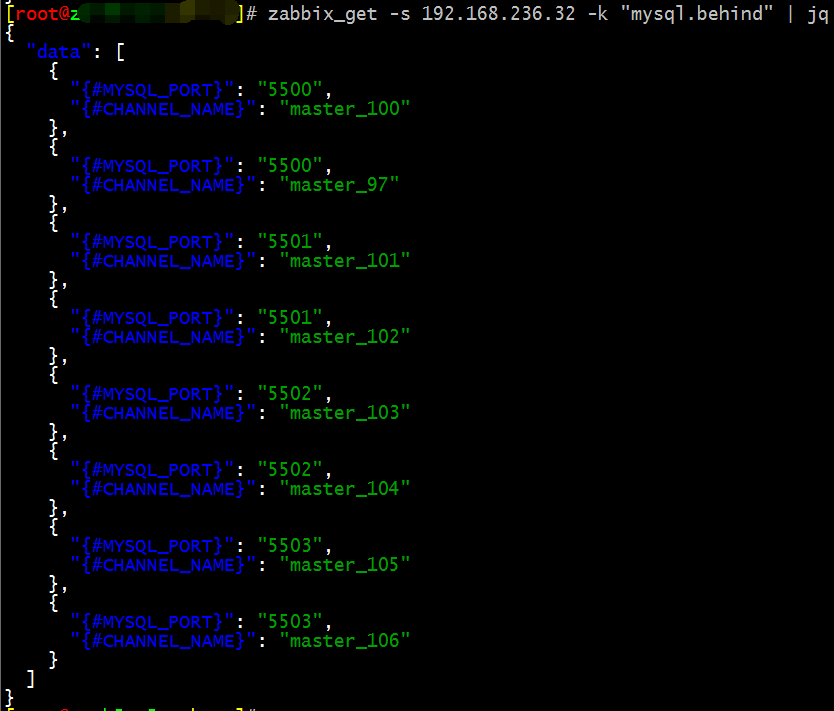 [root@z ]# zabbix_get -s 192.168.236.32 -k "mysql.behind" | jq
{
  "data": [
    {
      "{#MYSQL_PORT}": "5500",
      "{#CHANNEL_NAME}": "master_100"
    },
    {
      "{#MYSQL_PORT}": "5500",
      "{#CHANNEL_NAME}": "master_97"
    },
    {
      "{#MYSQL_PORT}": "5501",
      "{#CHANNEL_NAME}": "master_101"
    },
    {
      "{#MYSQL_PORT}": "5501",
      "{#CHANNEL_NAME}": "master_102"
    },
    {
      "{#MYSQL_PORT}": "5502",
      "{#CHANNEL_NAME}": "master_103"
    },
    {
      "{#MYSQL_PORT}": "5502",
      "{#CHANNEL_NAME}": "master_104"
    },
    {
      "{#MYSQL_PORT}": "5503",
      "{#CHANNEL_NAME}": "master_105"
    },
    {
      "{#MYSQL_PORT}": "5503",
      "{#CHANNEL_NAME}": "master_106"
    }
  ]
}